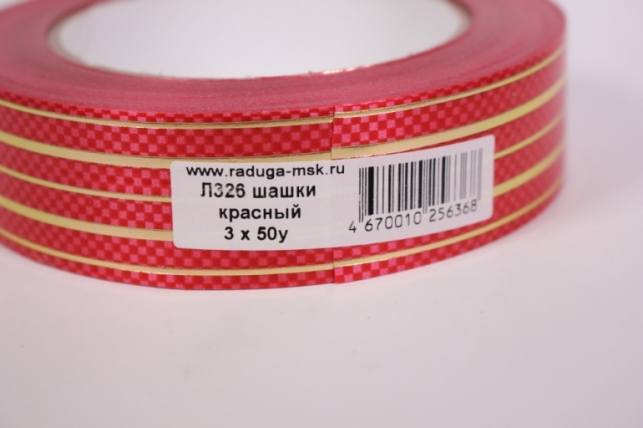 www.raduga-msk.ru
Л326 шашки
красный
3 x 50y
4 670010 256368